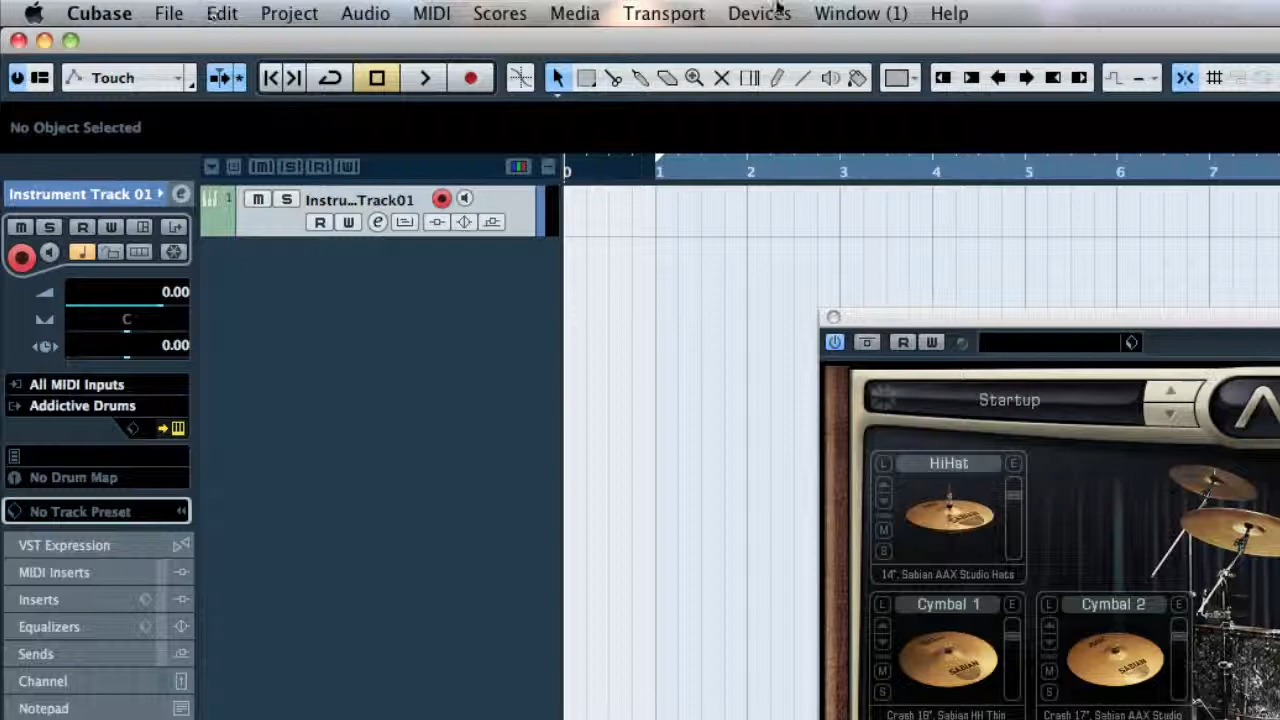 Cubase File Edit Project Audio MIDI Scores Media Transport Devices Window (1) Help
Touch
No Object Selected
[M] [S] [R] [W]
0 1 2 3 4 5 6 7
Instrument Track 01
1 M S Instru...Track01
R W e
M S R W
0.00
C
0.00
All MIDI Inputs
Addictive Drums
No Drum Map
No Track Preset
VST Expression
MIDI Inserts
Inserts
Equalizers
Sends
Channel
Notepad
R W
Startup
L HiHat E
M
S
14", Sabian AAX Studio Hats
L Cymbal 1 E
M
S
Crash 16", Sabian HH Thin
L Cymbal 2 E
M
S
SABIAN
Crash 17", Sabian AAX Studio